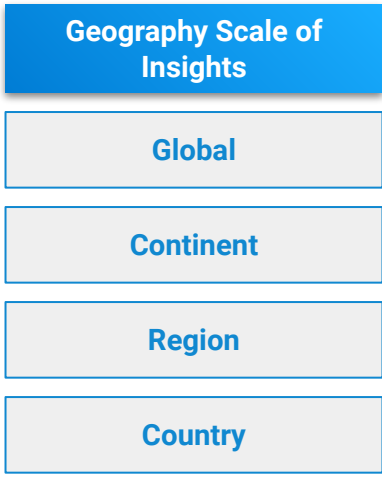 Geography Scale of
Insights
Global
Continent
Region
Country